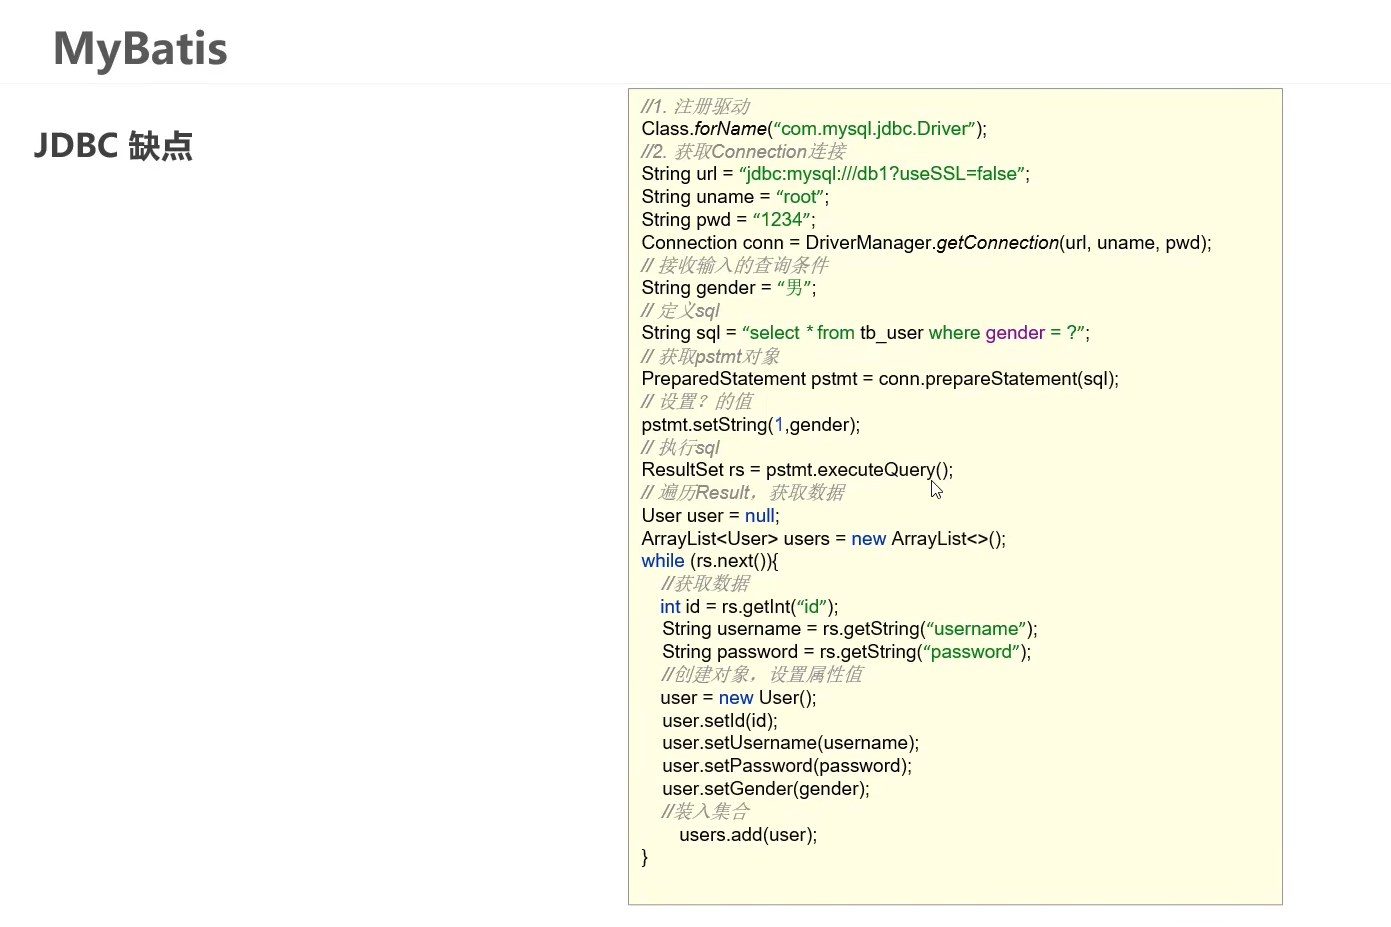 MyBatis
JDBC 缺点
//1. 注册驱动
Class.forName(“com.mysql.jdbc.Driver”);
//2. 获取Connection连接
String url = “jdbc:mysql:///db1?useSSL=false”;
String uname = “root”;
String pwd = “1234”;
Connection conn = DriverManager.getConnection(url, uname, pwd);
// 接收输入的查询条件
String gender = “男”;
// 定义sql
String sql = “select * from tb_user where gender = ?”;
// 获取pstmt对象
PreparedStatement pstmt = conn.prepareStatement(sql);
// 设置？的值
pstmt.setString(1,gender);
// 执行sql
ResultSet rs = pstmt.executeQuery();
// 遍历Result，获取数据
User user = null;
ArrayList<User> users = new ArrayList<>();
while (rs.next()){
//获取数据
int id = rs.getInt(“id”);
String username = rs.getString(“username”);
String password = rs.getString(“password”);
//创建对象，设置属性值
user = new User();
user.setId(id);
user.setUsername(username);
user.setPassword(password);
user.setGender(gender);
//装入集合
users.add(user);
}